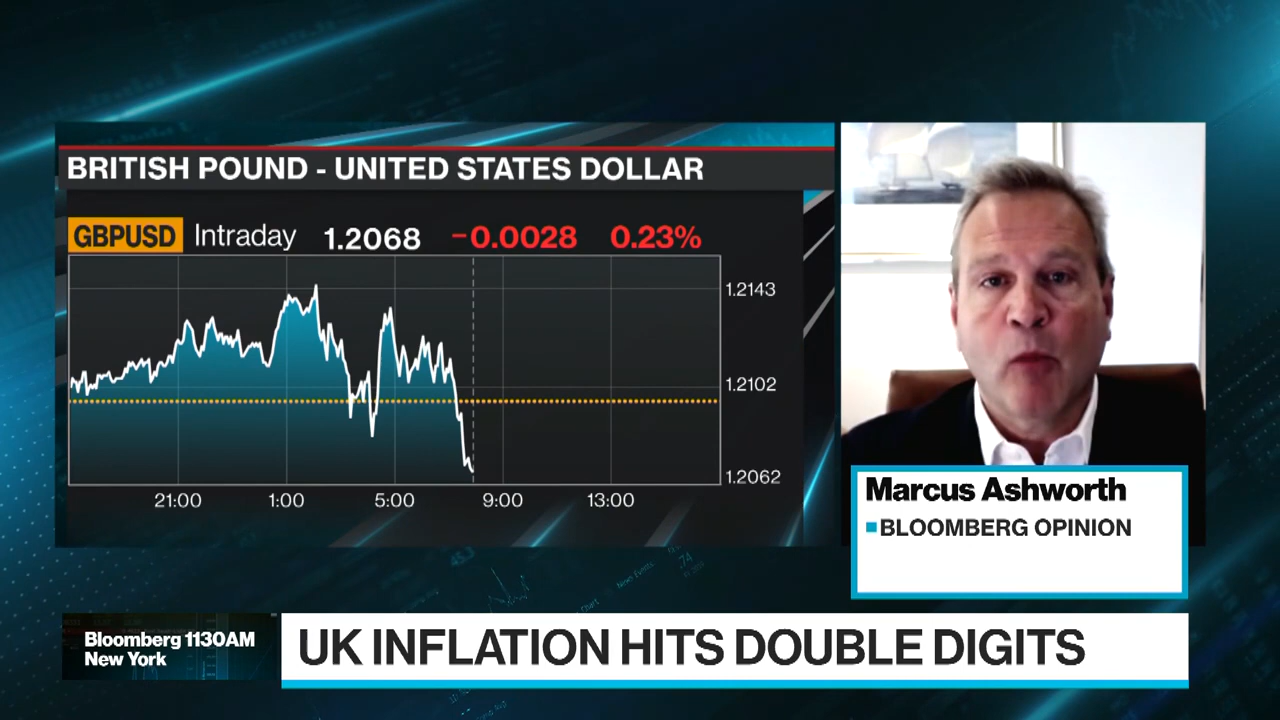 BRITISH POUND - UNITED STATES DOLLAR
GBPUSD Intraday 1.2068 -0.0028 0.23%
1.2143
1.2102
1.2062
21:00 1:00 5:00 9:00 13:00
Marcus Ashworth
BLOOMBERG OPINION
Bloomberg 1130AM
New York
UK INFLATION HITS DOUBLE DIGITS